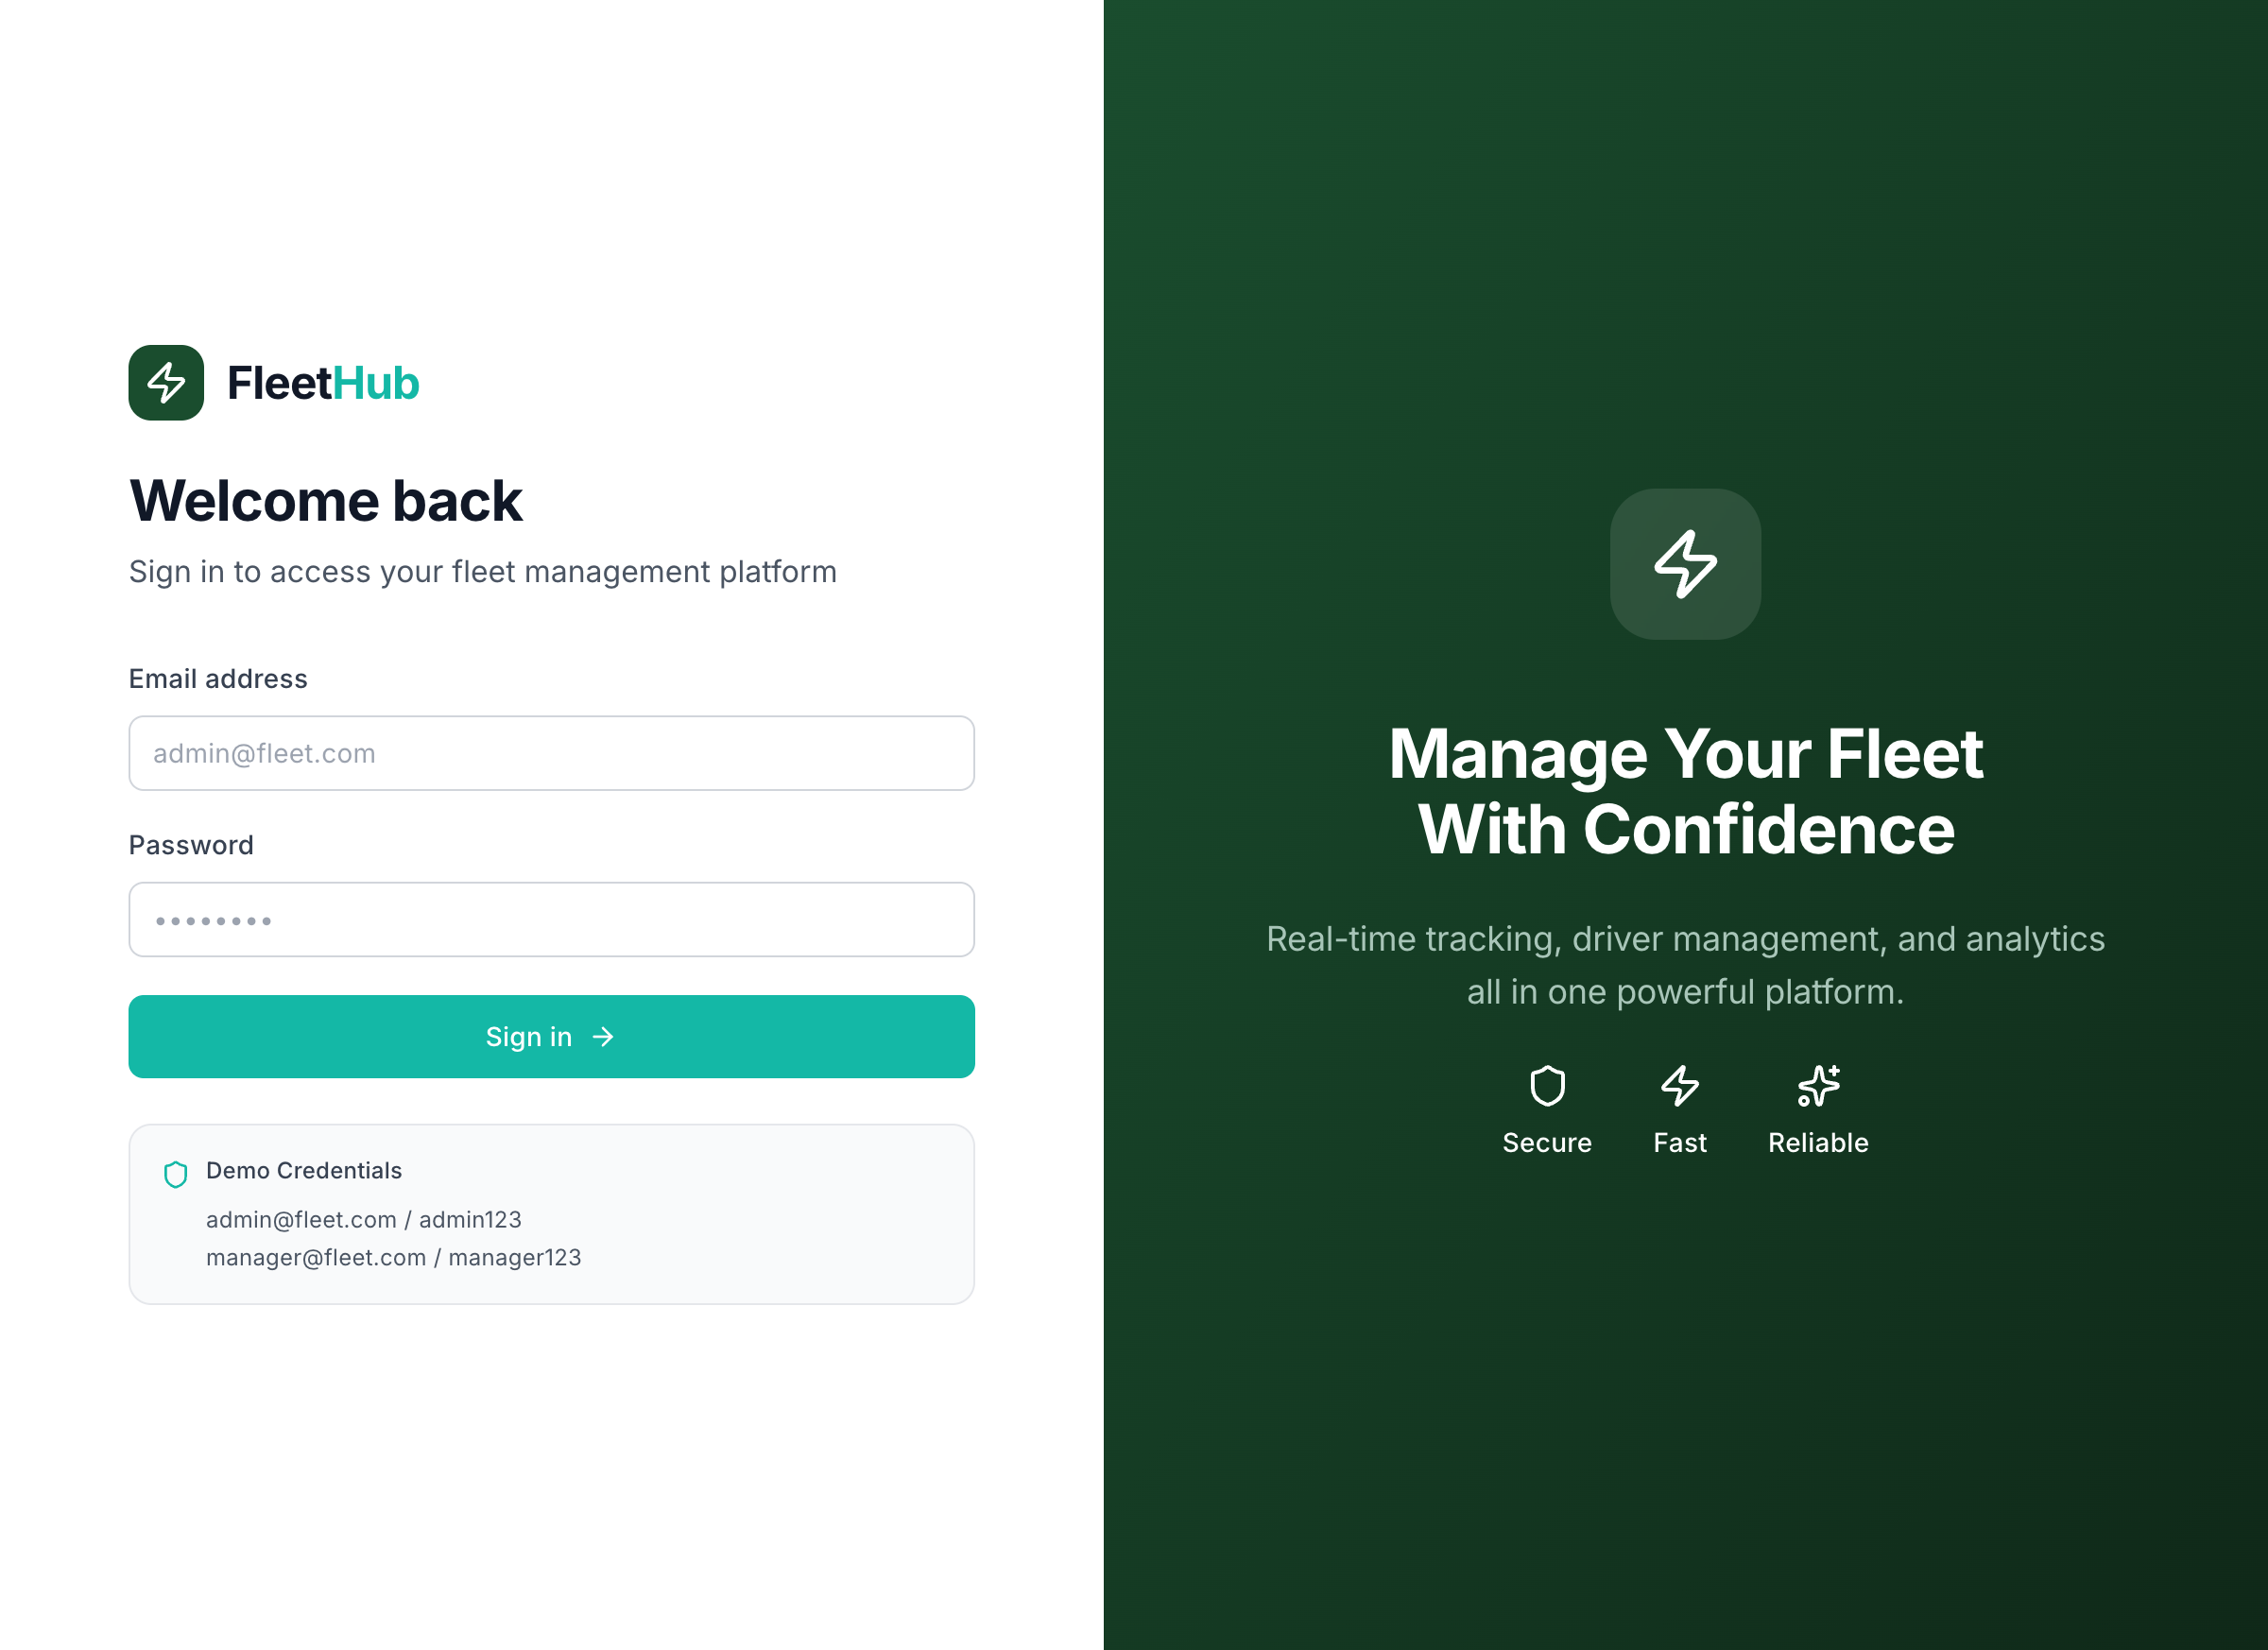 FleetHub
Welcome back
Sign in to access your fleet management platform
Email address
admin@fleet.com
Password
••••••••
Sign in →
Demo Credentials
admin@fleet.com / admin123
manager@fleet.com / manager123
Manage Your Fleet
With Confidence
Real-time tracking, driver management, and analytics
all in one powerful platform.
Secure Fast Reliable